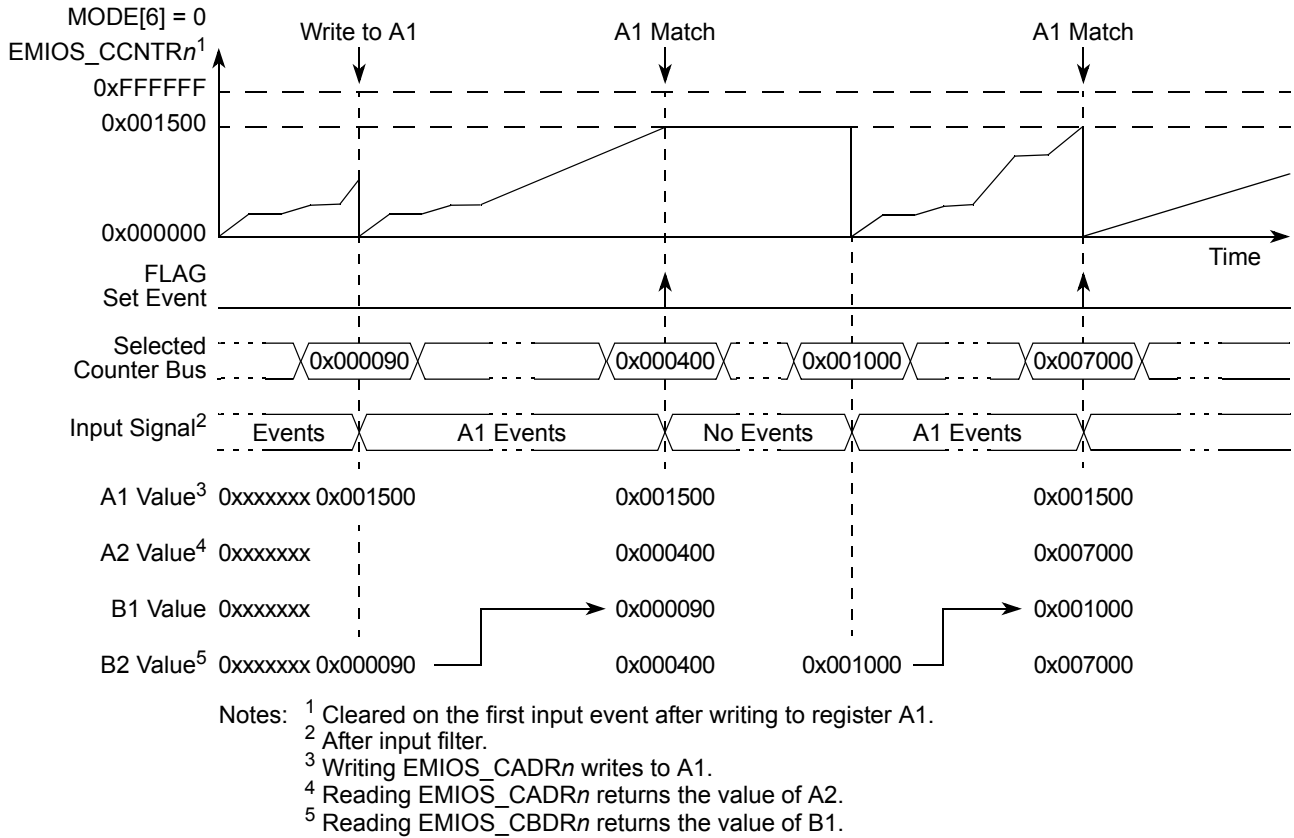 MODE[6] = 0
Write to A1 A1 Match A1 Match
EMIOS_CCNTRn1
0xFFFFFF
0x001500
0x000000
Time
FLAG
Set Event
Selected
Counter Bus
0x000090 0x000400 0x001000 0x007000
Input Signal2 Events A1 Events No Events A1 Events
A1 Value3 0xxxxxxx 0x001500 0x001500 0x001500
A2 Value4 0xxxxxxx 0x000400 0x007000
B1 Value 0xxxxxxx 0x000090 0x001000
B2 Value5 0xxxxxxx 0x000090 0x000400 0x001000 0x007000
Notes: 1 Cleared on the first input event after writing to register A1.
2 After input filter.
3 Writing EMIOS_CADRn writes to A1.
4 Reading EMIOS_CADRn returns the value of A2.
5 Reading EMIOS_CBDRn returns the value of B1.